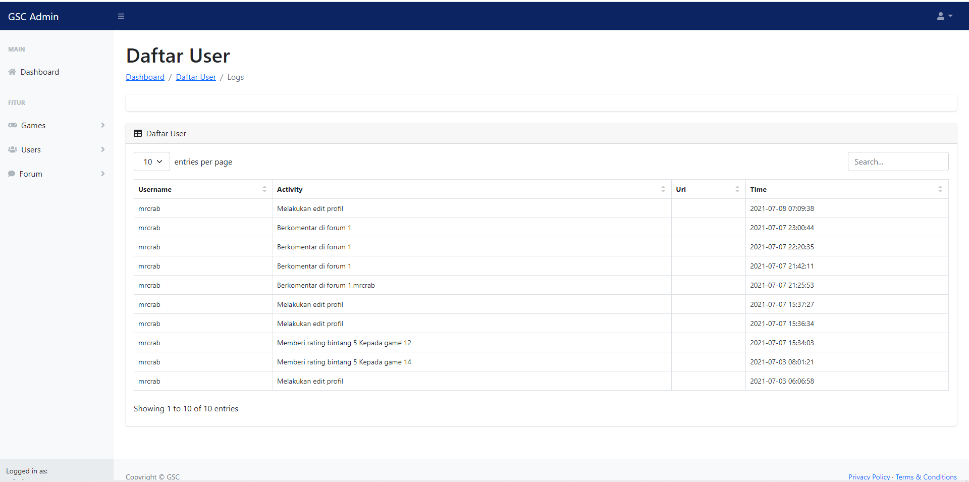 GSC Admin
MAIN
Dashboard
FITUR
Games
Users
Forum
Logged in as:
Daftar User
Dashboard / Daftar User / Logs
Daftar User
10 entries per page
Search...
Username Activity Url Time
mrcrab Melakukan edit profil 2021-07-08 07:09:38
mrcrab Berkomentar di forum 1 2021-07-07 23:00:44
mrcrab Berkomentar di forum 1 2021-07-07 22:20:35
mrcrab Berkomentar di forum 1 2021-07-07 21:42:11
mrcrab Berkomentar di forum 1 mrcrab 2021-07-07 21:25:53
mrcrab Melakukan edit profil 2021-07-07 15:37:27
mrcrab Melakukan edit profil 2021-07-07 15:36:34
mrcrab Memberi rating bintang 5 Kepada game 12 2021-07-07 15:34:03
mrcrab Memberi rating bintang 5 Kepada game 14 2021-07-03 08:01:21
mrcrab Melakukan edit profil 2021-07-03 06:06:58
Showing 1 to 10 of 10 entries
Copyright © GSC
Privacy Policy · Terms & Conditions